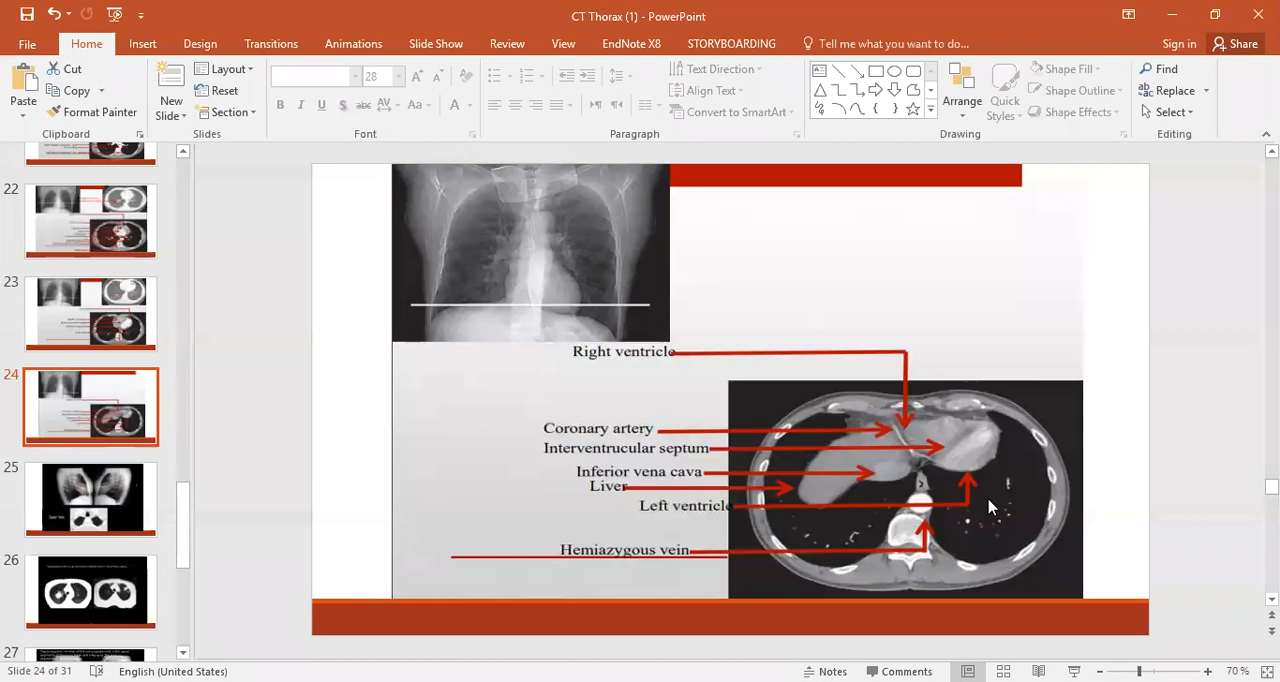 CT Thorax (1) - PowerPoint
File Home Insert Design Transitions Animations Slide Show Review View EndNote X8 STORYBOARDING Tell me what you want to do... Sign in Share
Paste
Cut
Copy
Format Painter
Clipboard
New Slide
Layout
Reset
Section
Slides
28
B I U S abc AV Aa A
Font
Text Direction
Align Text
Convert to SmartArt
Paragraph
Arrange
Quick Styles
Shape Fill
Shape Outline
Shape Effects
Drawing
Find
Replace
Select
Editing
22
23
24
25
26
27
Right ventricle
Coronary artery
Interventrucular septum
Inferior vena cava
Liver
Left ventricle
Hemiazygous vein
Slide 24 of 31 English (United States) Notes Comments 70 %